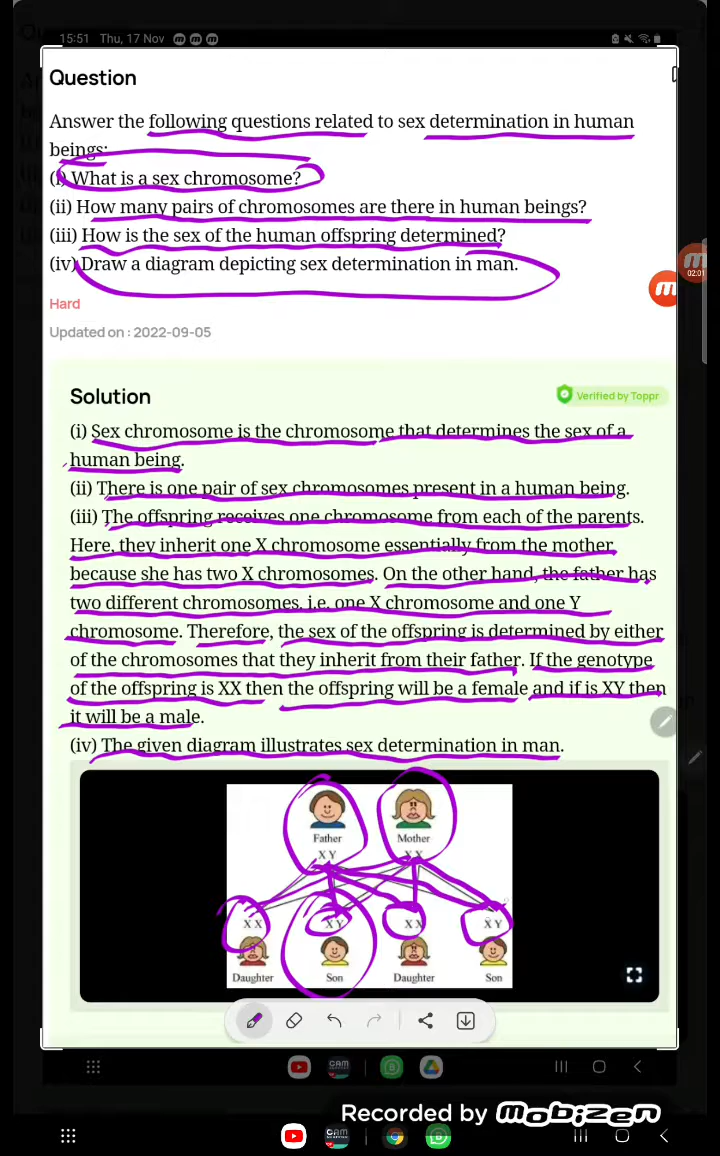 15:51 Thu, 17 Nov
Question
Answer the following questions related to sex determination in human
beings:
(i) What is a sex chromosome?
(ii) How many pairs of chromosomes are there in human beings?
(iii) How is the sex of the human offspring determined?
(iv) Draw a diagram depicting sex determination in man.
02:01
Hard
Updated on : 2022-09-05
Solution
Verified by Toppr
(i) Sex chromosome is the chromosome that determines the sex of a
human being.
(ii) There is one pair of sex chromosomes present in a human being.
(iii) The offspring receives one chromosome from each of the parents.
Here, they inherit one X chromosome essentially from the mother
because she has two X chromosomes. On the other hand, the father has
two different chromosomes, i.e. one X chromosome and one Y
chromosome. Therefore, the sex of the offspring is determined by either
of the chromosomes that they inherit from their father. If the genotype
of the offspring is XX then the offspring will be a female and if is XY then
it will be a male.
(iv) The given diagram illustrates sex determination in man.
Father Mother
X Y X X
X X X Y X X X Y
Daughter Son Daughter Son
CAM
Recorded by mobizen
CAM